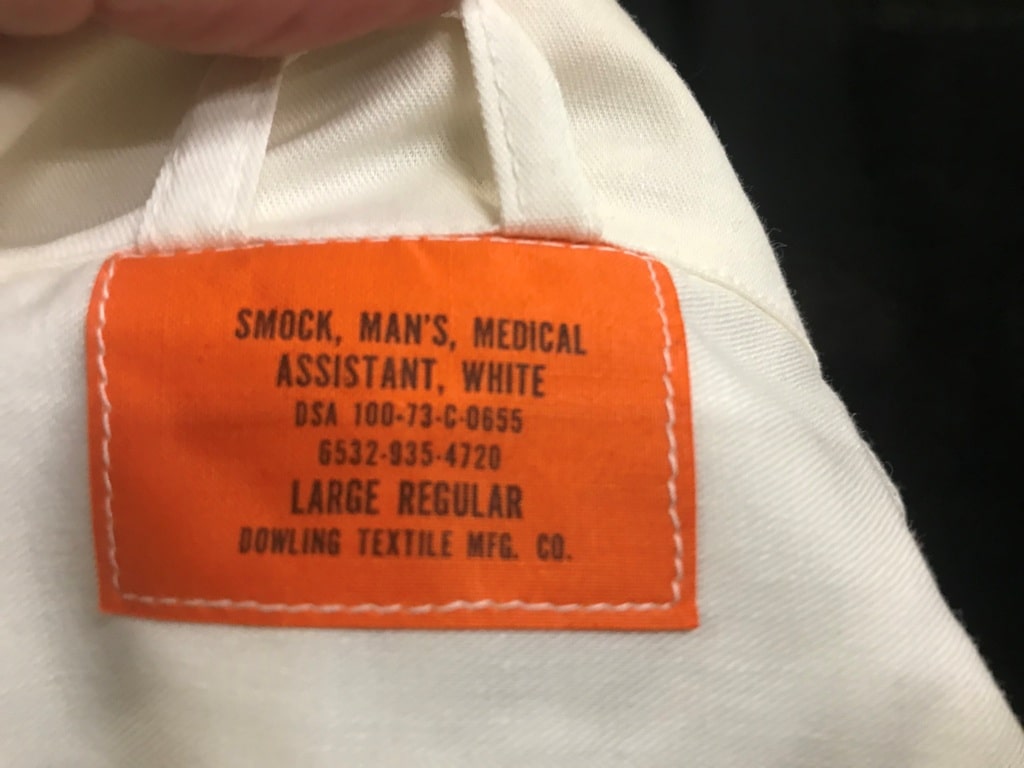 SMOCK, MAN'S, MEDICAL
ASSISTANT, WHITE
DSA 100-73-C-0655
6532-935-4720
LARGE REGULAR
DOWLING TEXTILE MFG. CO.